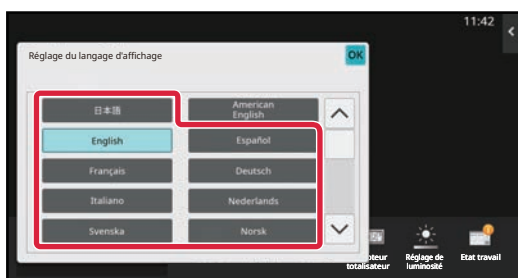 11:42
Réglage du langage d'affichage
OK
日本語
American
English
English
Español
Français
Deutsch
Italiano
Nederlands
Svenska
Norsk
totalisateur
Réglage de
luminosité
Etat travail